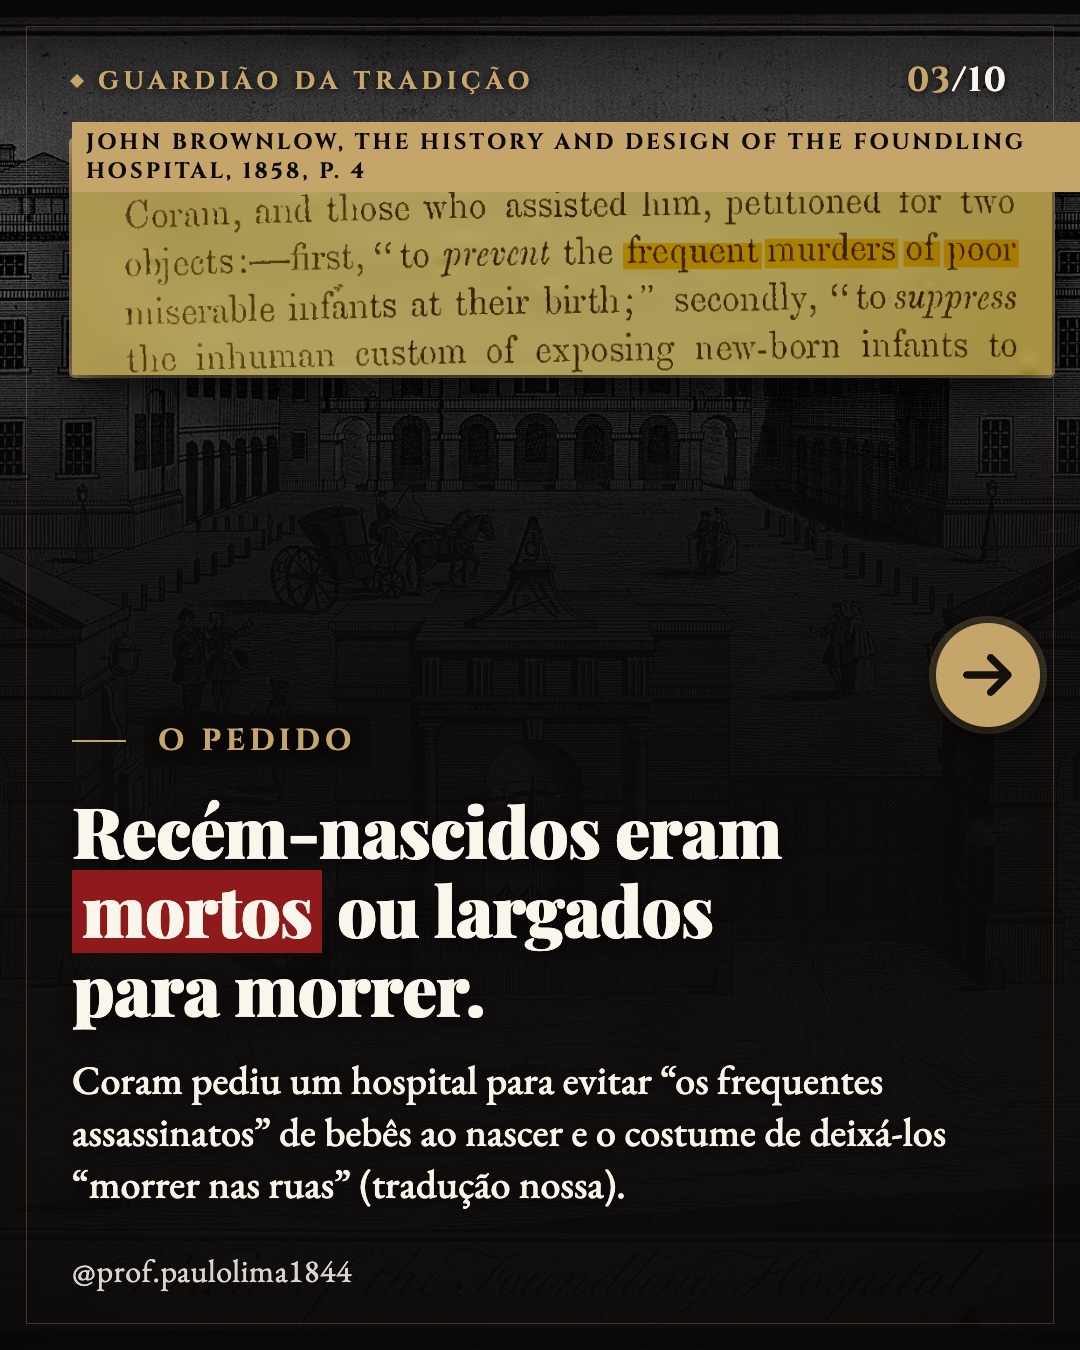 GUARDIÃO DA TRADIÇÃO
03/10
JOHN BROWNLOW, THE HISTORY AND DESIGN OF THE FOUNDLING
HOSPITAL, 1858, P. 4
Coram, and those who assisted him, petitioned for two
objects:—first, “to prevent the frequent murders of poor
miserable infants at their birth;” secondly, “to suppress
the inhuman custom of exposing new-born infants to
O PEDIDO
Recém-nascidos eram
mortos ou largados
para morrer.
Coram pediu um hospital para evitar “os frequentes
assassinatos” de bebês ao nascer e o costume de deixá-los
“morrer nas ruas” (tradução nossa).
@prof.paulolima1844
the Foundling Hospital